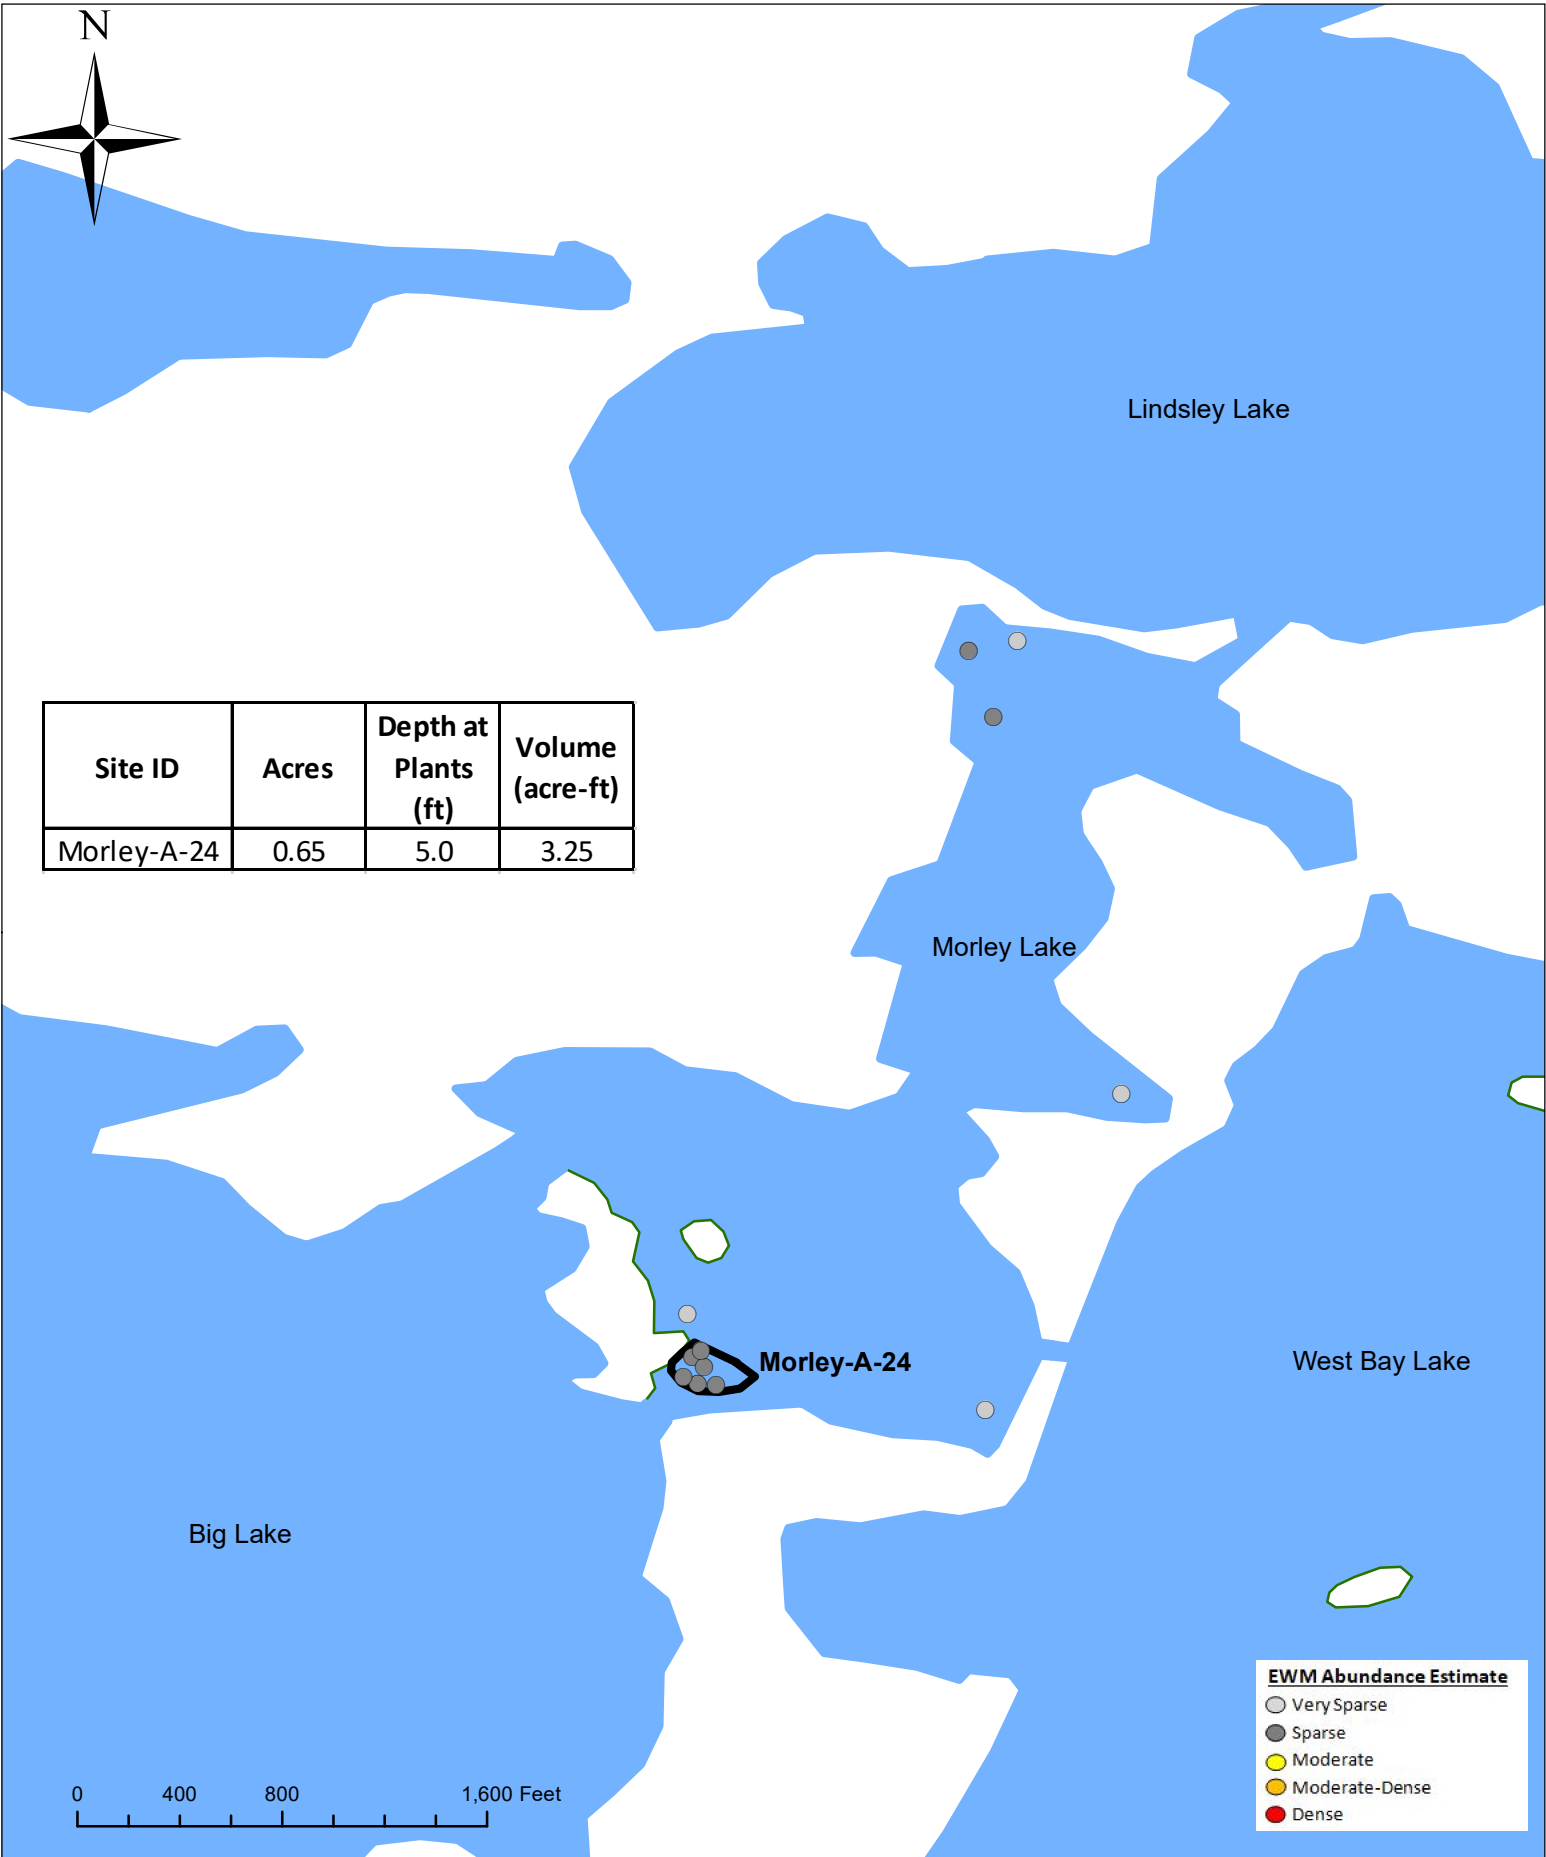 N
Lindsley Lake
Site ID
Acres
Depth at
Plants
(ft)
Volume
(acre-ft)
Morley-A-24
0.65
5.0
3.25
Morley Lake
Morley-A-24
West Bay Lake
Big Lake
EWM Abundance Estimate
Very Sparse
Sparse
Moderate
Moderate-Dense
Dense
0 400 800 1,600 Feet